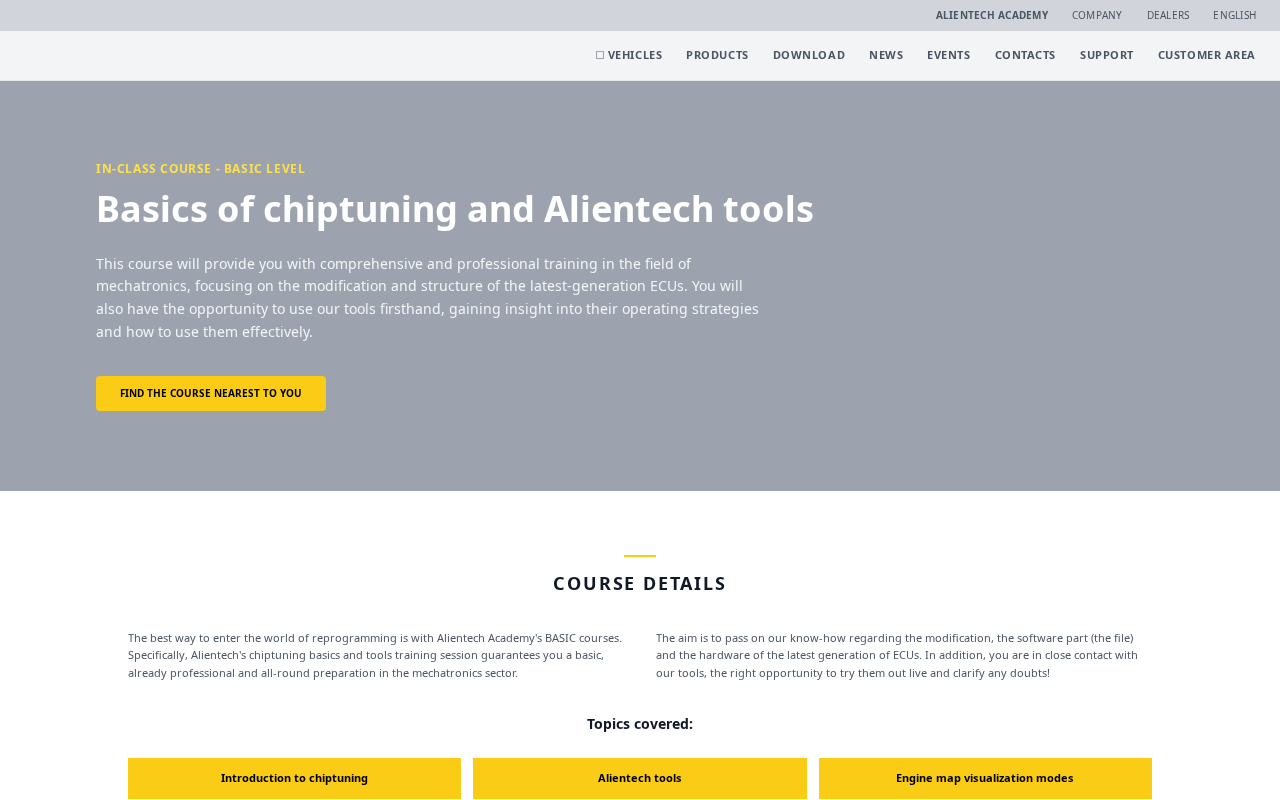 ALIENTECH ACADEMY COMPANY DEALERS ENGLISH
VEHICLES PRODUCTS DOWNLOAD NEWS EVENTS CONTACTS SUPPORT CUSTOMER AREA
IN-CLASS COURSE - BASIC LEVEL
Basics of chiptuning and Alientech tools
This course will provide you with comprehensive and professional training in the field of
mechatronics, focusing on the modification and structure of the latest-generation ECUs. You will
also have the opportunity to use our tools firsthand, gaining insight into their operating strategies
and how to use them effectively.
FIND THE COURSE NEAREST TO YOU
COURSE DETAILS
The best way to enter the world of reprogramming is with Alientech Academy's BASIC courses.
Specifically, Alientech's chiptuning basics and tools training session guarantees you a basic,
already professional and all-round preparation in the mechatronics sector.
The aim is to pass on our know-how regarding the modification, the software part (the file)
and the hardware of the latest generation of ECUs. In addition, you are in close contact with
our tools, the right opportunity to try them out live and clarify any doubts!
Topics covered:
Introduction to chiptuning
Alientech tools
Engine map visualization modes